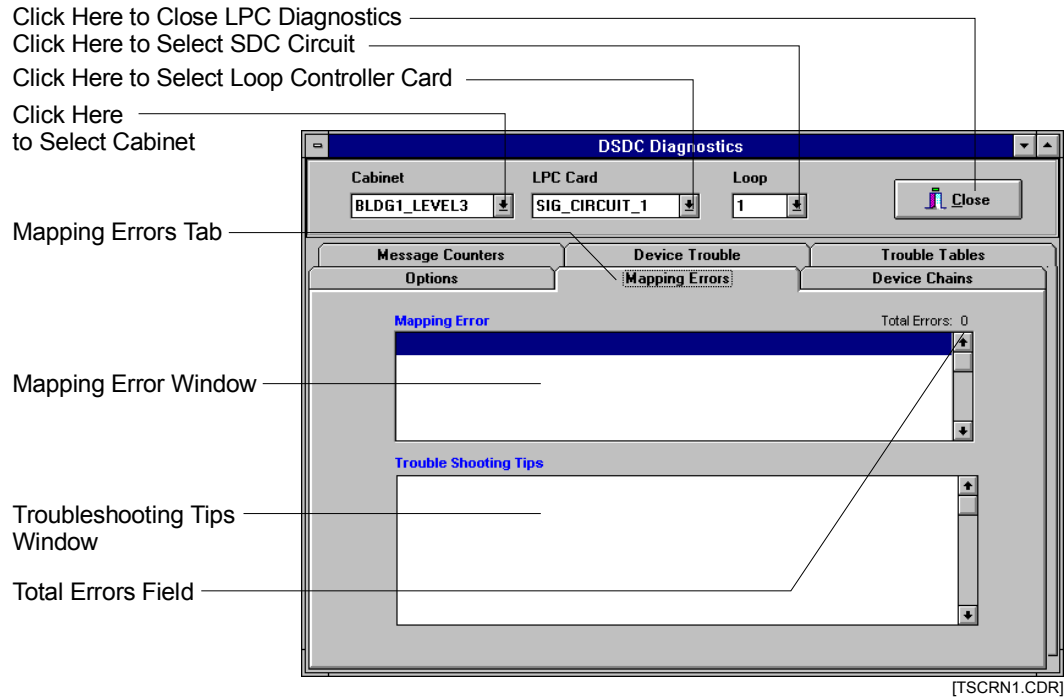 Click Here to Close LPC Diagnostics
Click Here to Select SDC Circuit
Click Here to Select Loop Controller Card
Click Here
to Select Cabinet
DSDC Diagnostics
Cabinet
LPC Card
Loop
BLDG1_LEVEL3
SIG_CIRCUIT_1
1
Close
Mapping Errors Tab
Message Counters
Device Trouble
Trouble Tables
Options
Mapping Errors
Device Chains
Mapping Error
Total Errors: 0
Mapping Error Window
Trouble Shooting Tips
Troubleshooting Tips
Window
Total Errors Field
[TSCRN1.CDR]